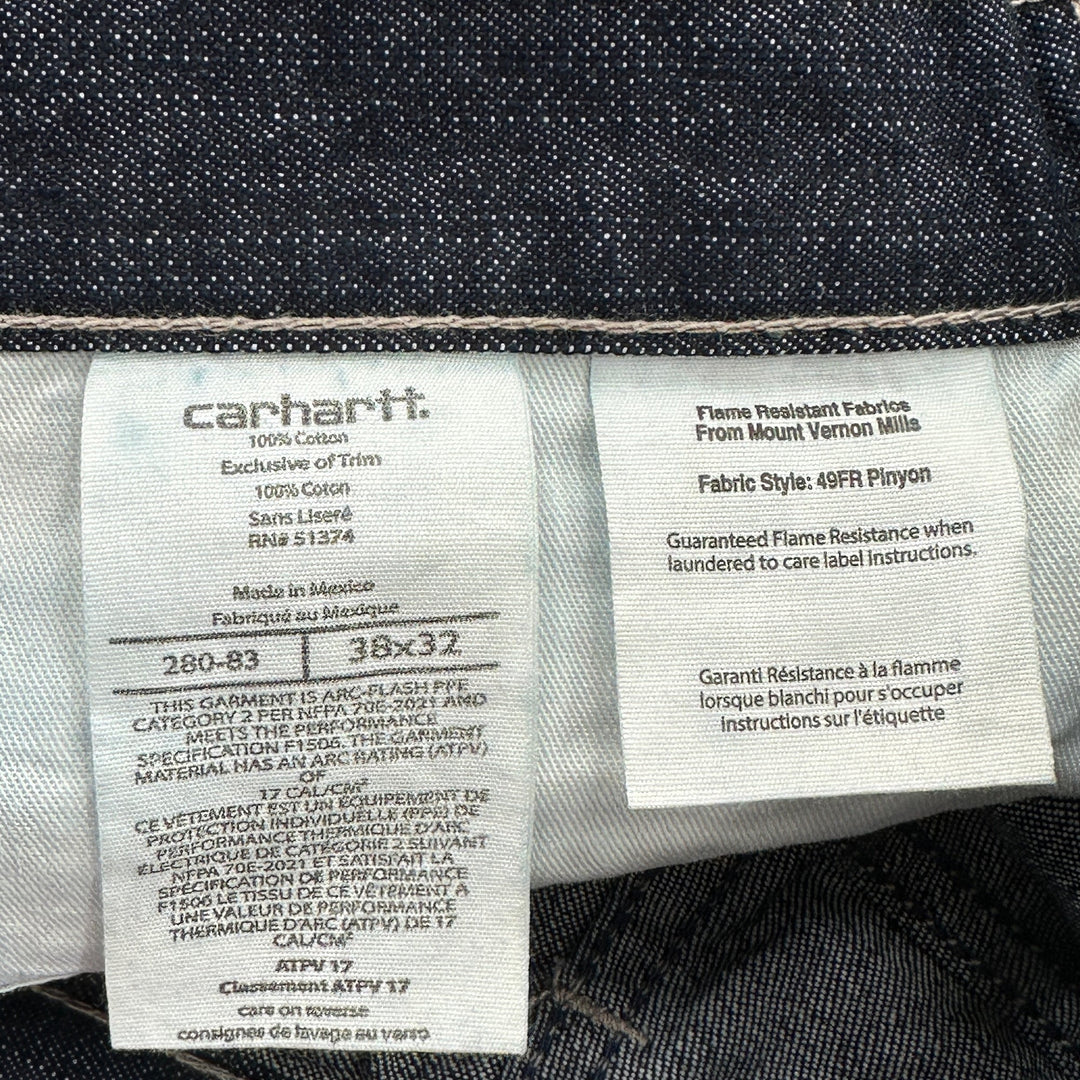 carhartt.
100% Cotton
Exclusive of Trim
100% Coton
Sans Liseré
RN# 51374
Made in Mexico
Fabriqué au Mexique
280-83
38x32
THIS GARMENT IS ARC-FLASH PPE
CATEGORY 2 PER NFPA 70E-2021 AND
MEETS THE PERFORMANCE
SPECIFICATION F1506. THE GARMENT
MATERIAL HAS AN ARC RATING (ATPV)
OF
17 CAL/CM²
CE VÊTEMENT EST UN ÉQUIPEMENT DE
PROTECTION INDIVIDUELLE (PPE) DE
PERFORMANCE THERMIQUE D'ARC
ÉLECTRIQUE DE CATÉGORIE 2 SUIVANT
NFPA 70E-2021 ET SATISFAIT LA
SPÉCIFICATION DE PERFORMANCE
F1506 LE TISSU DE CE VÊTEMENT A
UNE VALEUR DE PERFORMANCE
THERMIQUE D'ARC (ATPV) DE 17
CAL/CM²
ATPV 17
Classement ATPV 17
care on reverse
consignes de lavage au verso
Flame Resistant Fabrics
From Mount Vernon Mills
Fabric Style: 49FR Pinyon
Guaranteed Flame Resistance when
laundered to care label Instructions.
Garanti Résistance à la flamme
lorsque blanchi pour s'occuper
Instructions sur l'étiquette